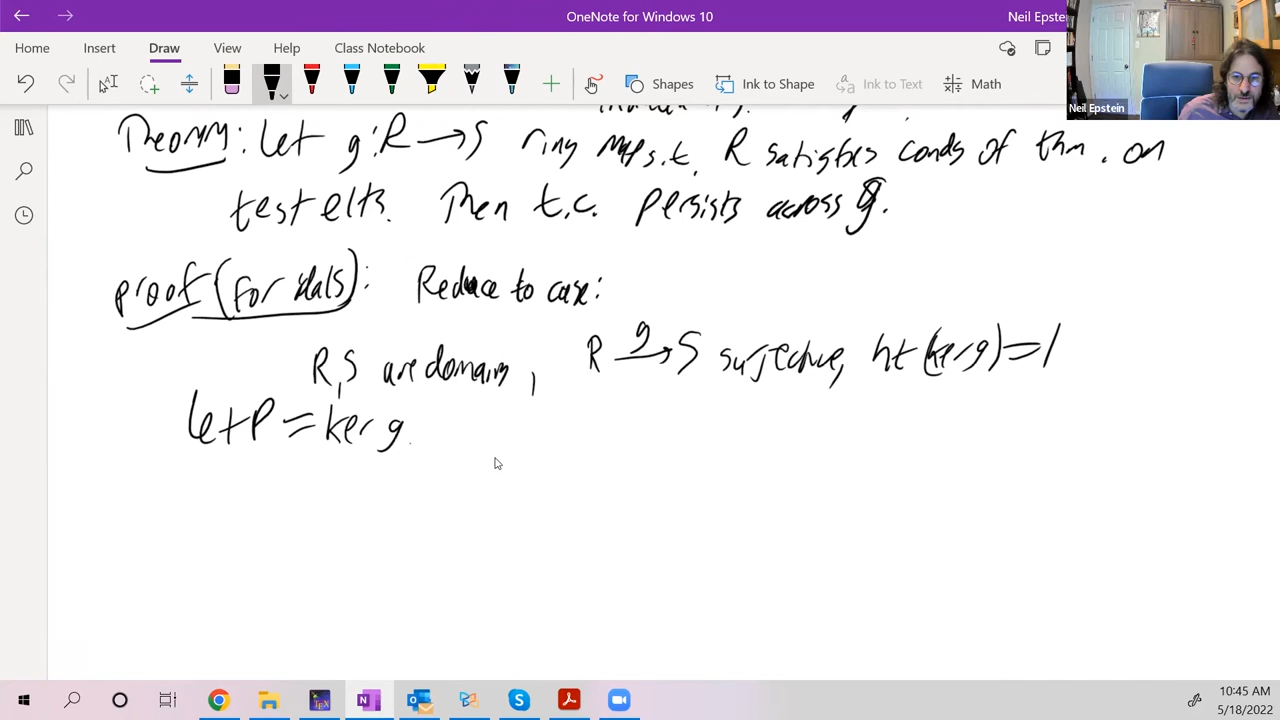 OneNote for Windows 10
Neil Epste
Home Insert Draw View Help Class Notebook
Shapes Ink to Shape Ink to Text Math
Neil Epstein
Theorem: Let g: R → S ring map s.t. R satisfies conds of thm. on
test elts. Then t.c. persists across g.
proof (for ideals): Reduce to case:
R, S are domains, R →^g S surjective, ht(ker g) = 1
Let P = ker g.
10:45 AM
5/18/2022